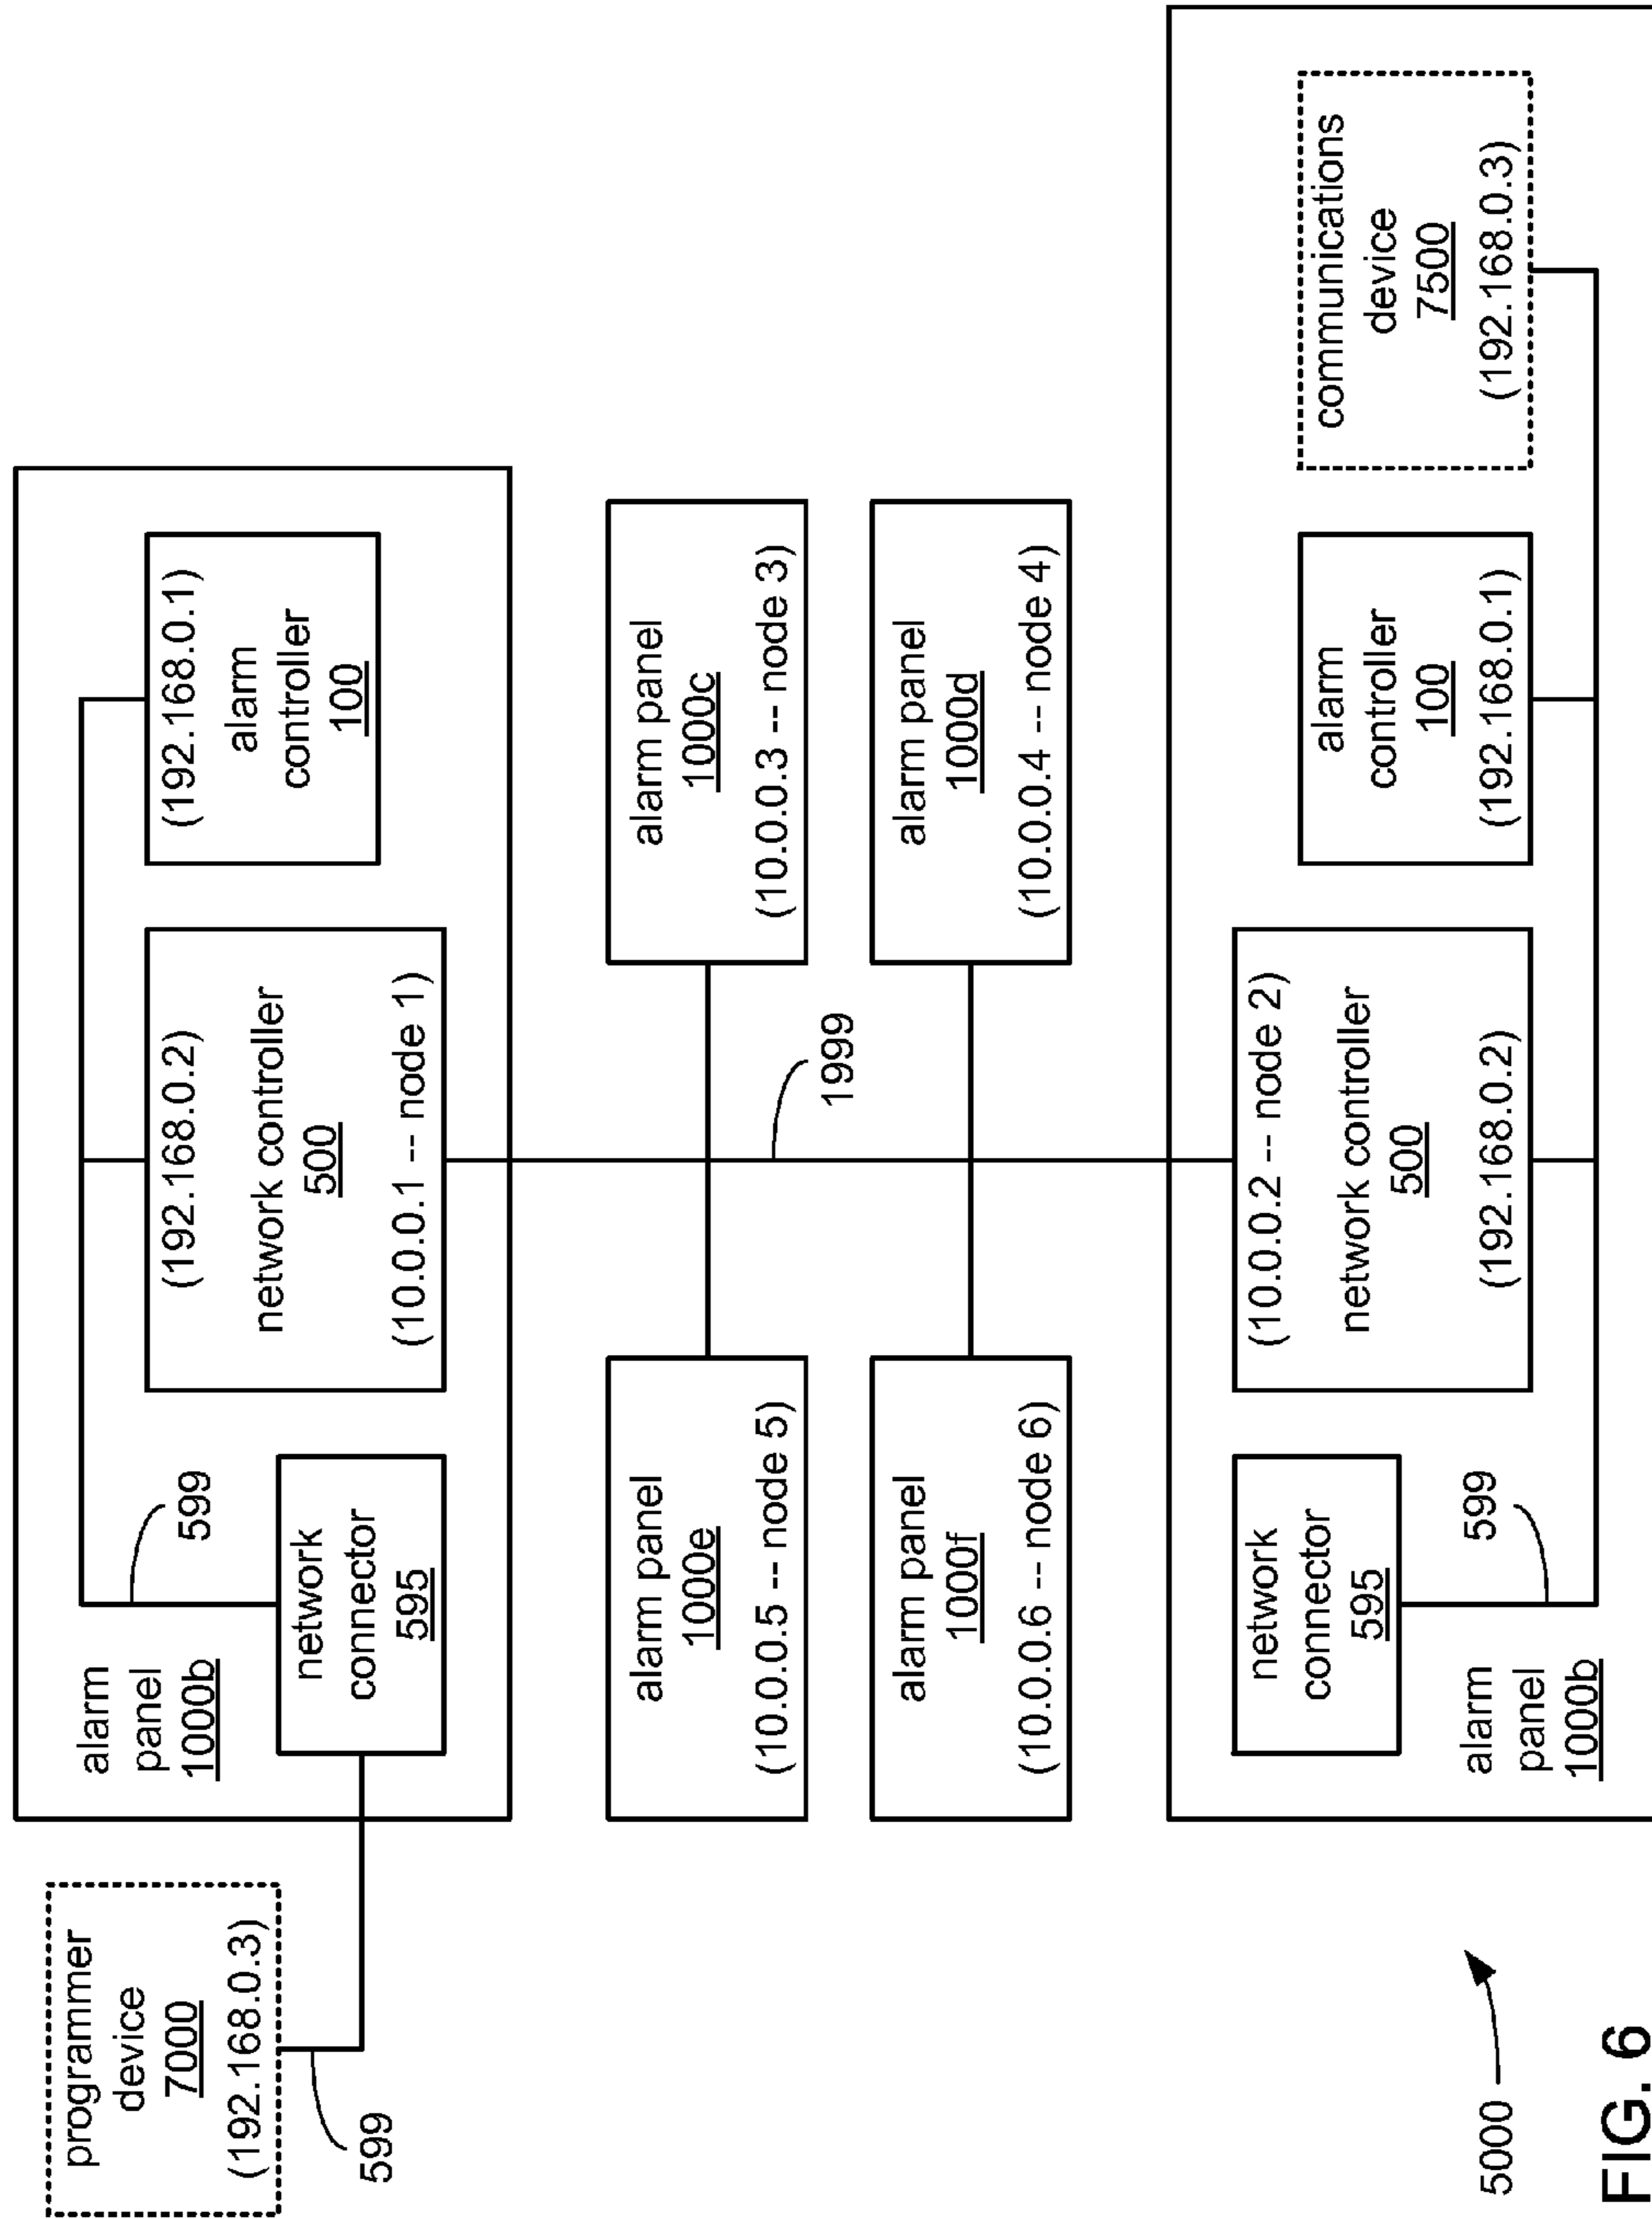 programmer
device
7000
(192.168.0.3)
599
alarm
panel
1000b
599
network
connector
595
(192.168.0.2)
network controller
500
(10.0.0.1 -- node 1)
(192.168.0.1)
alarm
controller
100
alarm panel
1000e
(10.0.0.5 -- node 5)
alarm panel
1000c
(10.0.0.3 -- node 3)
1999
alarm panel
1000f
(10.0.0.6 -- node 6)
alarm panel
1000d
(10.0.0.4 -- node 4)
network
connector
595
599
alarm
panel
1000b
(10.0.0.2 -- node 2)
network controller
500
(192.168.0.2)
alarm
controller
100
(192.168.0.1)
communications
device
7500
(192.168.0.3)
5000
FIG. 6